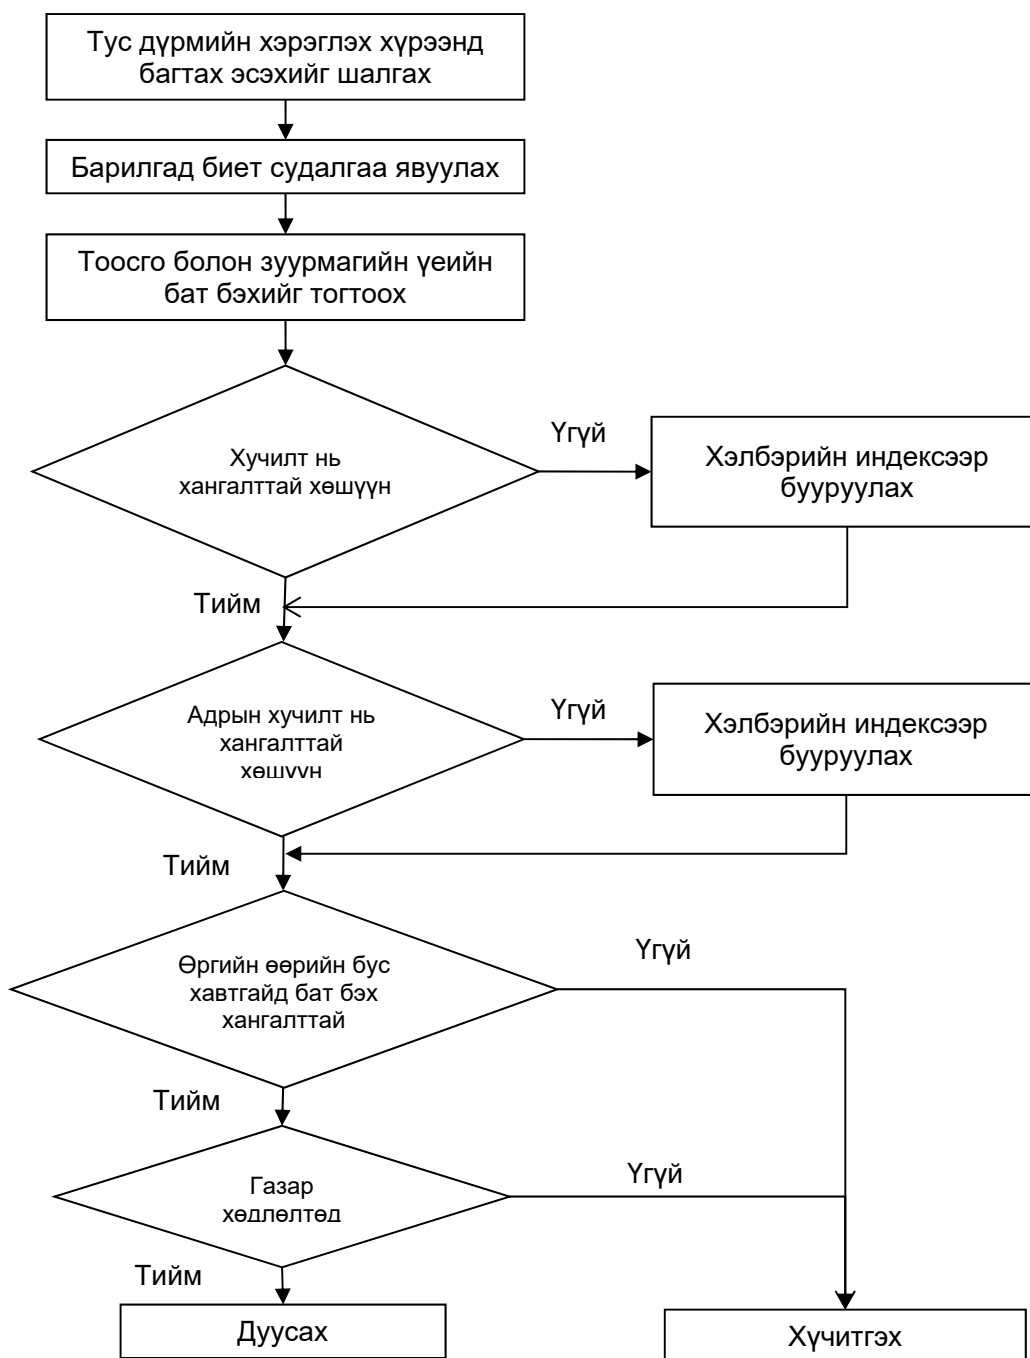 Тус дүрмийн хэрэглэх хүрээнд
багтах эсэхийг шалгах
Барилгад биет судалгаа явуулах
Тоосго болон зуурмагийн үеийн
бат бэхийг тогтоох
Хучилт нь
хангалттай хөшүүн
Үгүй
Хэлбэрийн индексээр
бууруулах
Тийм
Адрын хучилт нь
хангалттай
хөшүүн
Үгүй
Хэлбэрийн индексээр
бууруулах
Тийм
Өргийн өөрийн бус
хавтгайд бат бэх
хангалттай
Үгүй
Тийм
Газар
хөдлөлтөд
Үгүй
Тийм
Дуусах
Хүчитгэх